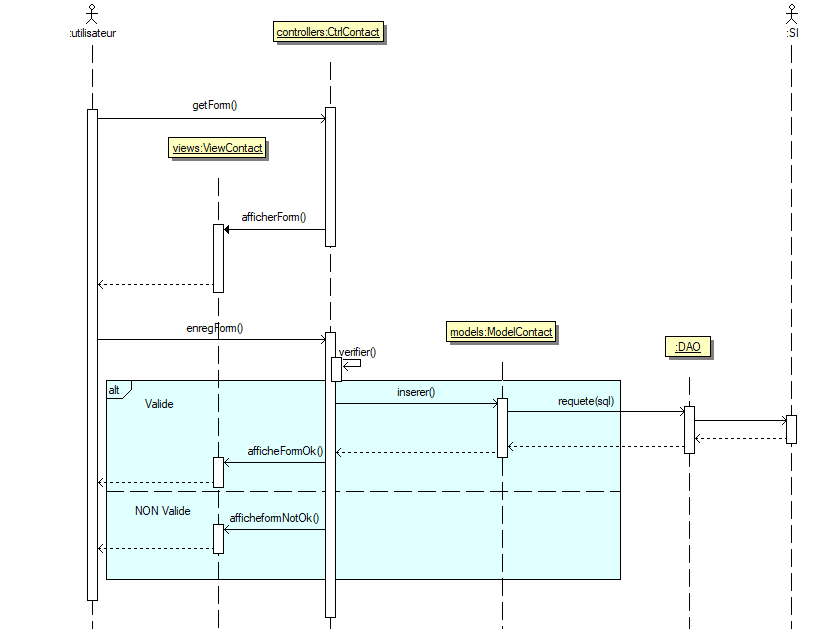 :utilisateur
controllers:CtrlContact
:SI
getForm()
views:ViewContact
afficherForm()
enregForm()
models:ModelContact
:DAO
verifier()
alt
Valide
inserer()
requete(sql)
afficheFormOk()
NON Valide
afficheformNotOk()